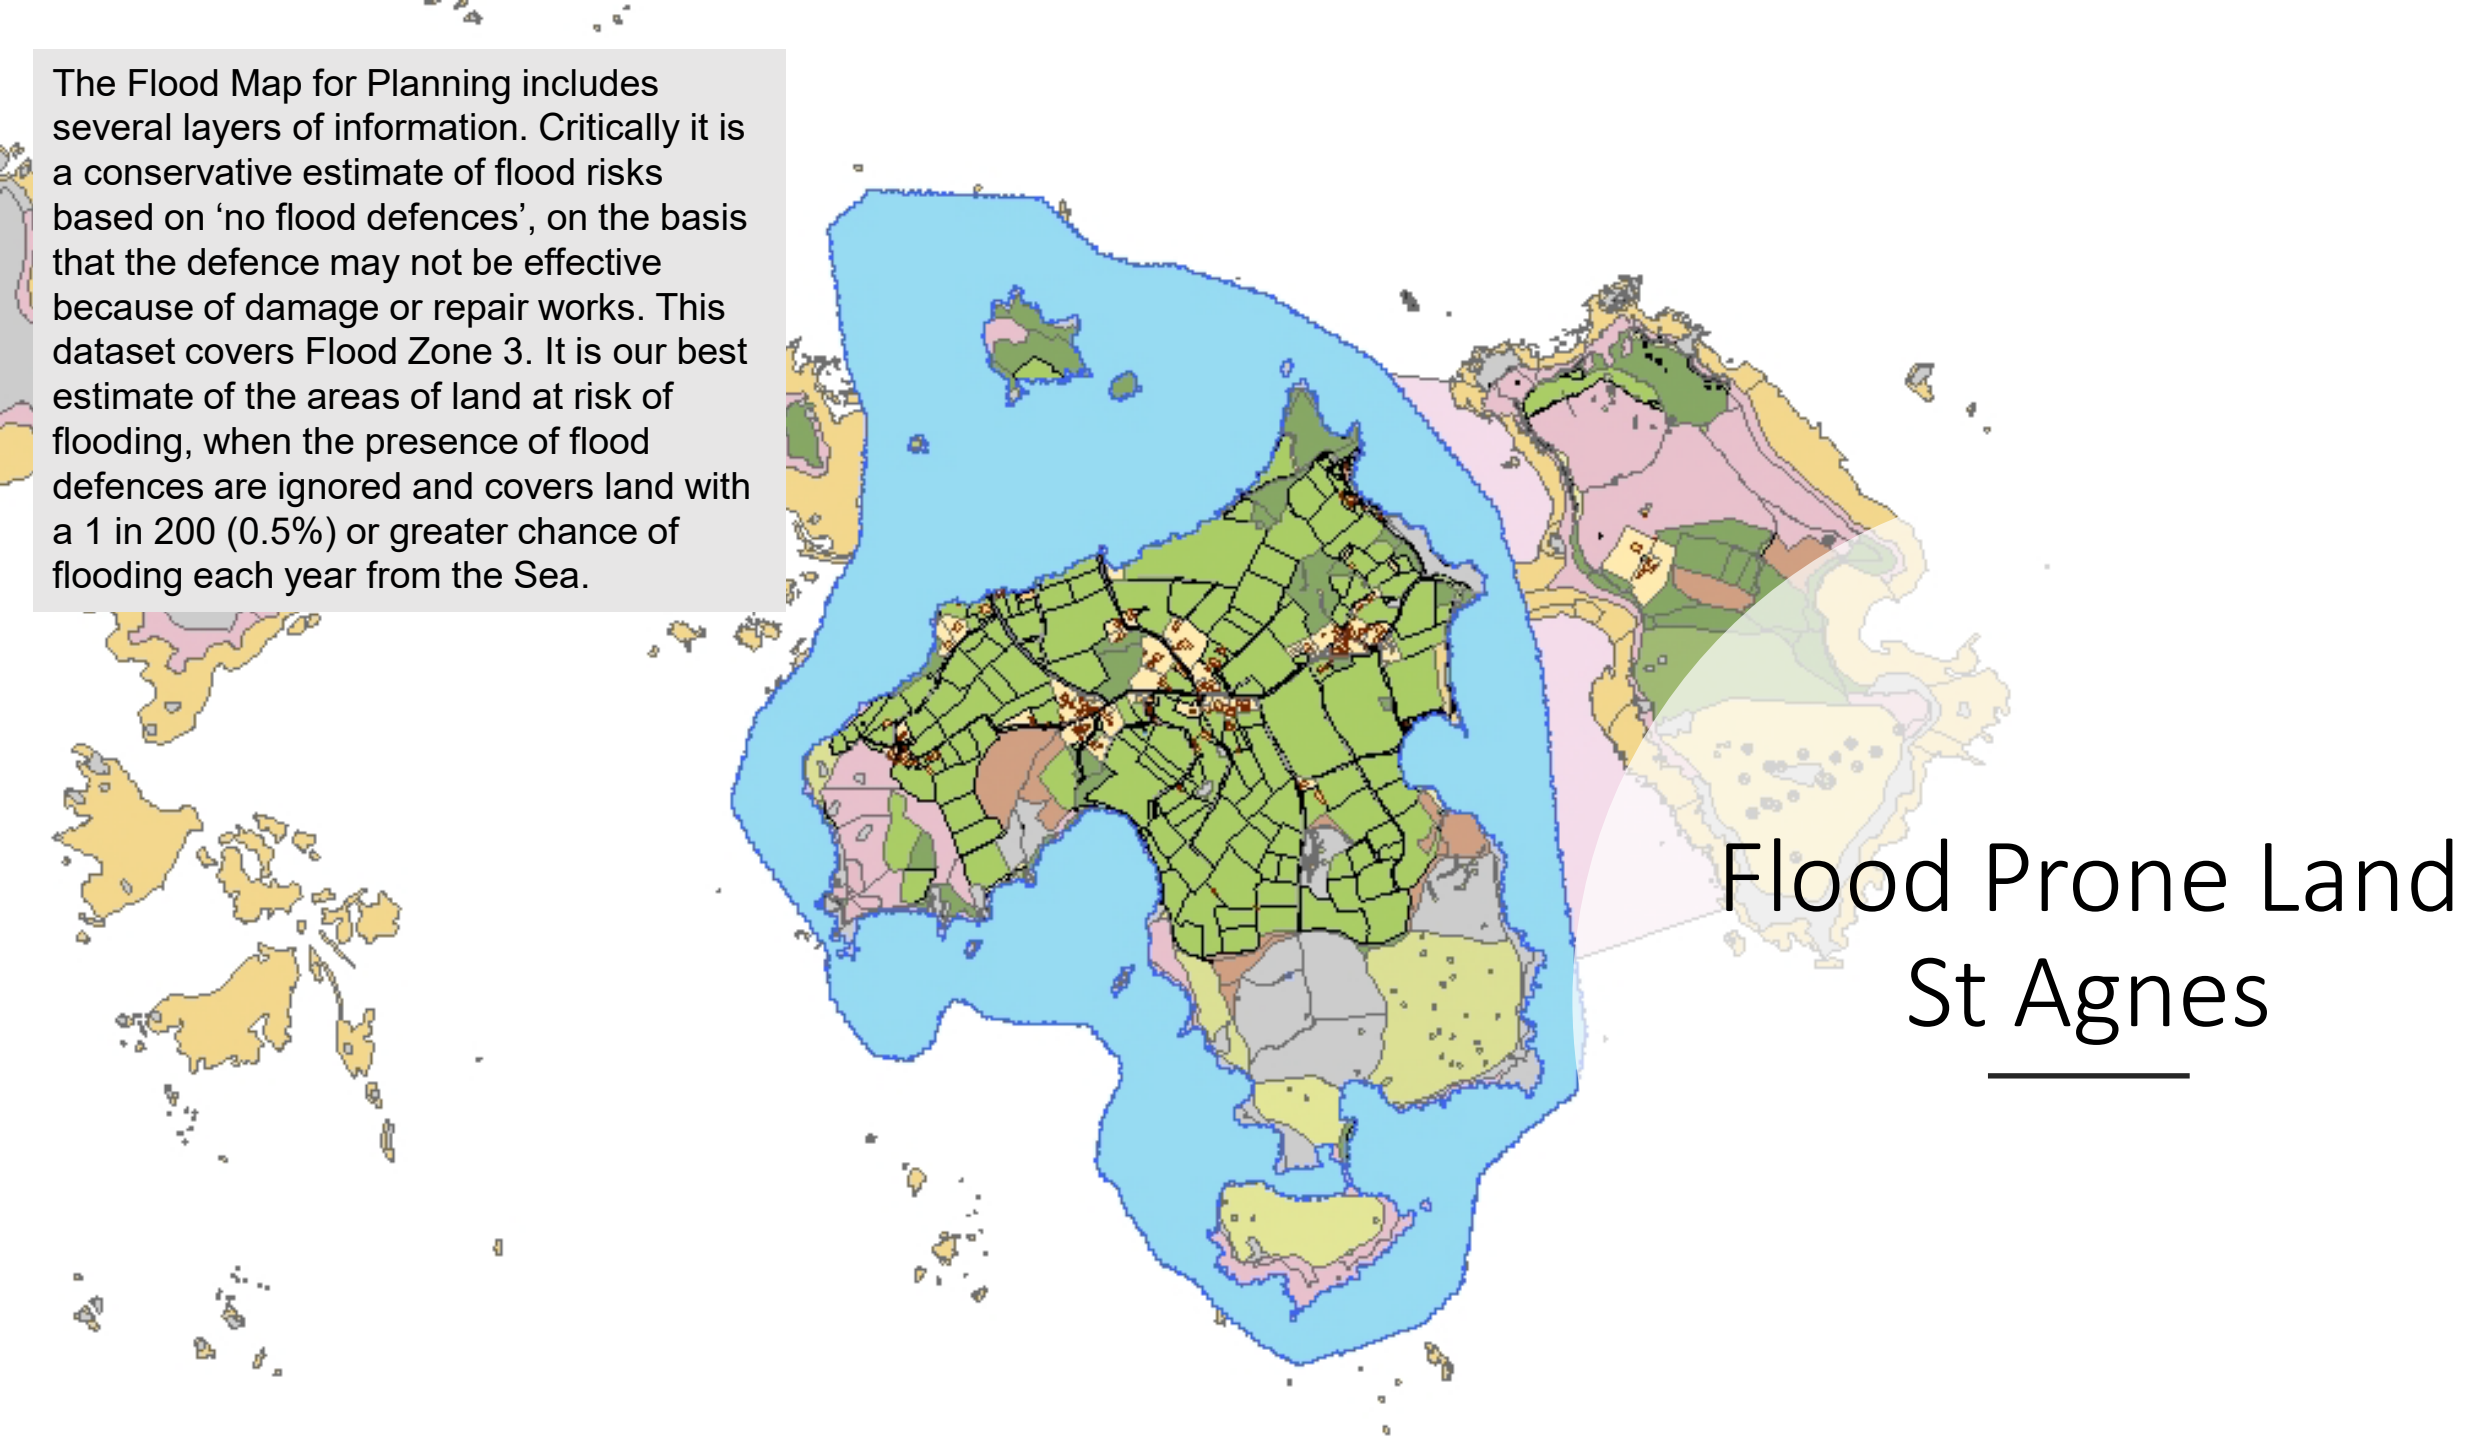 The Flood Map for Planning includes
several layers of information. Critically it is
a conservative estimate of flood risks
based on ‘no flood defences’, on the basis
that the defence may not be effective
because of damage or repair works. This
dataset covers Flood Zone 3. It is our best
estimate of the areas of land at risk of
flooding, when the presence of flood
defences are ignored and covers land with
a 1 in 200 (0.5%) or greater chance of
flooding each year from the Sea.
Flood Prone Land
St Agnes